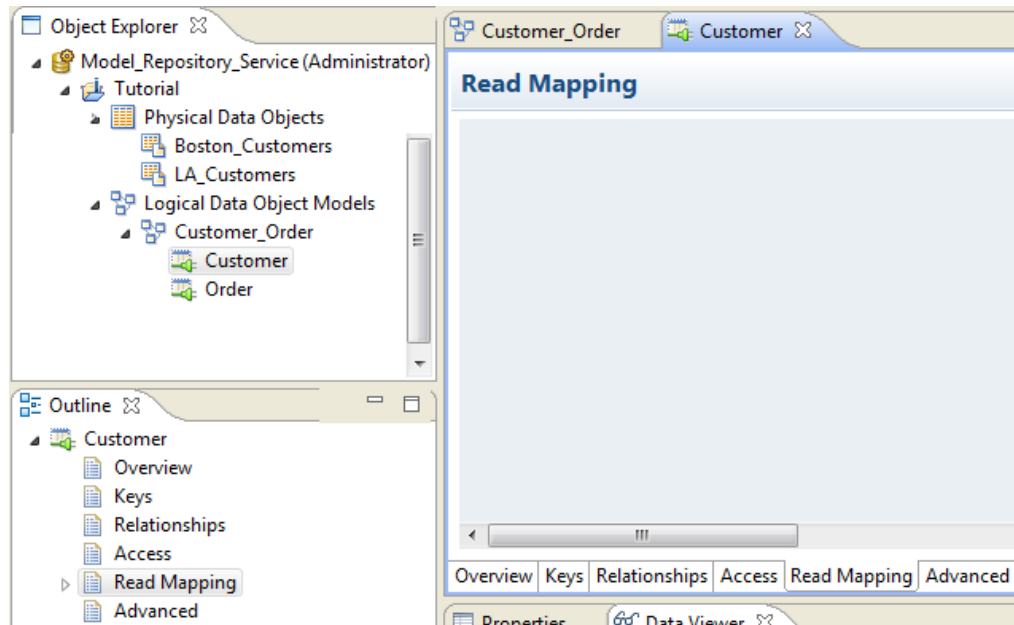 Object Explorer
Model_Repository_Service (Administrator)
Tutorial
Physical Data Objects
Boston_Customers
LA_Customers
Logical Data Object Models
Customer_Order
Customer
Order
Outline
Customer
Overview
Keys
Relationships
Access
Read Mapping
Advanced
Customer_Order Customer
Read Mapping
Overview Keys Relationships Access Read Mapping Advanced
Properties Data Viewer